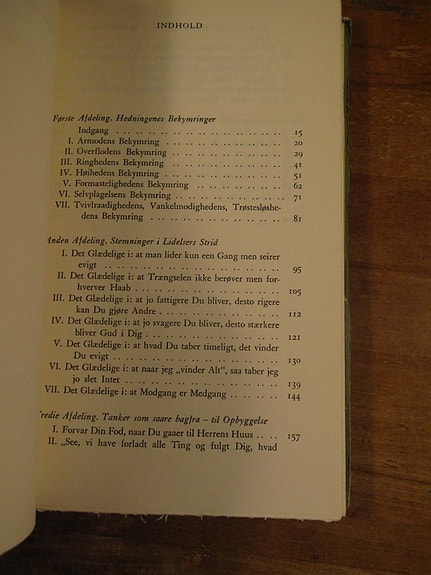 INDHOLD
Første Afdeling. Hedningenes Bekymringer
Indgang .. .. .. .. .. .. .. .. .. .. .. .. 15
I. Armodens Bekymring .. .. .. .. .. .. .. .. 20
II. Overflodens Bekymring .. .. .. .. .. .. .. 29
III. Ringhedens Bekymring .. .. .. .. .. .. .. 41
IV. Høihedens Bekymring .. .. .. .. .. .. .. 51
V. Formastelighedens Bekymring .. .. .. .. .. 62
VI. Selvplagelsens Bekymring .. .. .. .. .. .. 71
VII. Tvivlraadighedens, Vankelmodighedens, Trøstesløshe-
dens Bekymring .. .. .. .. .. .. .. .. 81
Anden Afdeling. Stemninger i Lidelsers Strid
I. Det Glædelige i: at man lider kun een Gang men seirer
evigt .. .. .. .. .. .. .. .. .. .. .. 95
II. Det Glædelige i: at Trængselen ikke berøver men for-
hverver Haab .. .. .. .. .. .. .. .. 105
III. Det Glædelige i: at jo fattigere Du bliver, desto rigere
kan Du gjøre Andre .. .. .. .. .. .. .. 112
IV. Det Glædelige i: at jo svagere Du bliver, desto stærkere
bliver Gud i Dig .. .. .. .. .. .. .. .. 121
V. Det Glædelige i: at hvad Du taber timeligt, det vinder
Du evigt .. .. .. .. .. .. .. .. .. .. 130
VI. Det Glædelige i: at naar jeg „vinder Alt“, saa taber jeg
jo slet Intet .. .. .. .. .. .. .. .. .. 139
VII. Det Glædelige i: at Modgang er Medgang .. .. .. 144
redie Afdeling. Tanker som saare bagfra – til Opbyggelse
I. Forvar Din Fod, naar Du gaaer til Herrens Huus .. .. 157
II. „See, vi have forladt alle Ting og fulgt Dig, hvad